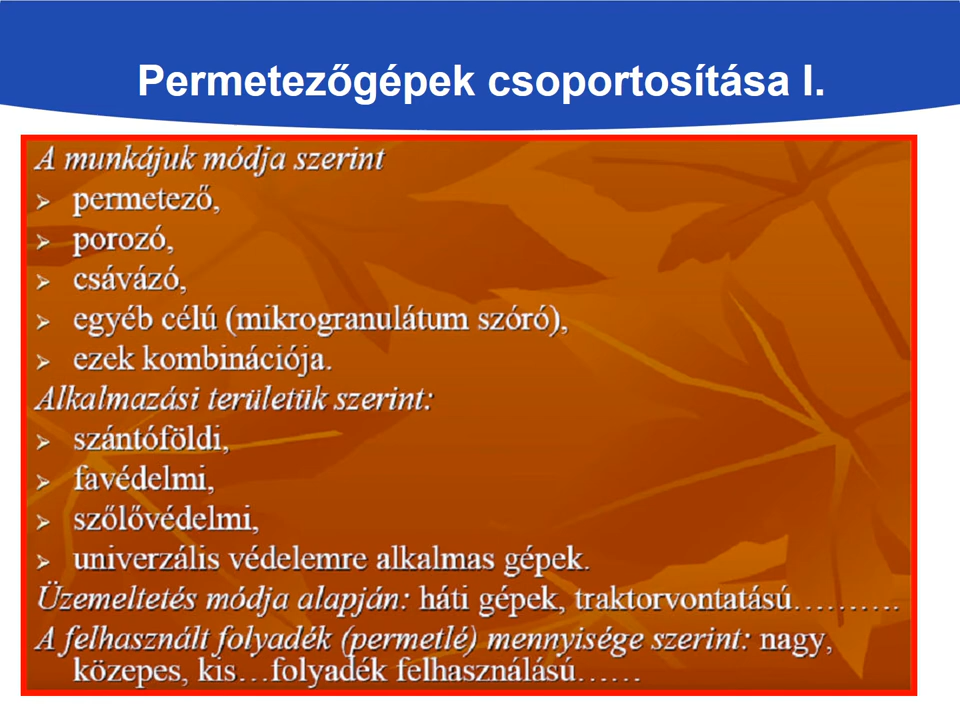 Permetezőgépek csoportosítása I.
A munkájuk módja szerint
➢ permetező,
➢ porozó,
➢ csávázó,
➢ egyéb célú (mikrogranulátum szóró),
➢ ezek kombinációja.
Alkalmazási területük szerint:
➢ szántóföldi,
➢ favédelmi,
➢ szőlővédelmi,
➢ univerzális védelemre alkalmas gépek.
Üzemeltetés módja alapján: háti gépek, traktorvontatású……….
A felhasznált folyadék (permetlé) mennyisége szerint: nagy,
közepes, kis…folyadék felhasználású……